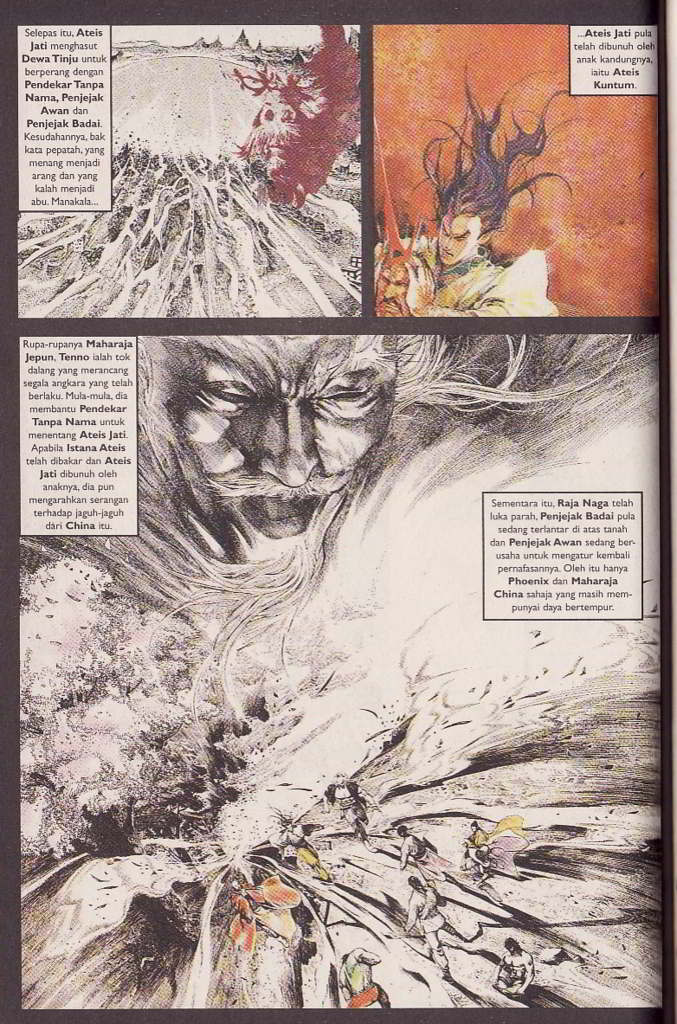 Selepas itu, Ateis
Jati menghasut
Dewa Tinju untuk
berperang dengan
Pendekar Tanpa
Nama, Penjejak
Awan dan
Penjejak Badai.
Kesudahannya, bak
kata pepatah, yang
menang menjadi
arang dan yang
kalah menjadi
abu. Manakala...
...Ateis Jati pula
telah dibunuh oleh
anak kandungnya,
iaitu Ateis
Kuntum.
Rupa-rupanya Maharaja
Jepun, Tenno ialah tok
dalang yang merancang
segala angkara yang telah
berlaku. Mula-mula, dia
membantu Pendekar
Tanpa Nama untuk
menentang Ateis Jati.
Apabila Istana Ateis
telah dibakar dan Ateis
Jati dibunuh oleh
anaknya, dia pun
mengarahkan serangan
terhadap jaguh-jaguh
dari China itu.
Sementara itu, Raja Naga telah
luka parah, Penjejak Badai pula
sedang terlantar di atas tanah
dan Penjejak Awan sedang ber-
usaha untuk mengatur kembali
pernafasannya. Oleh itu hanya
Phoenix dan Maharaja
China sahaja yang masih mem-
punyai daya bertempur.